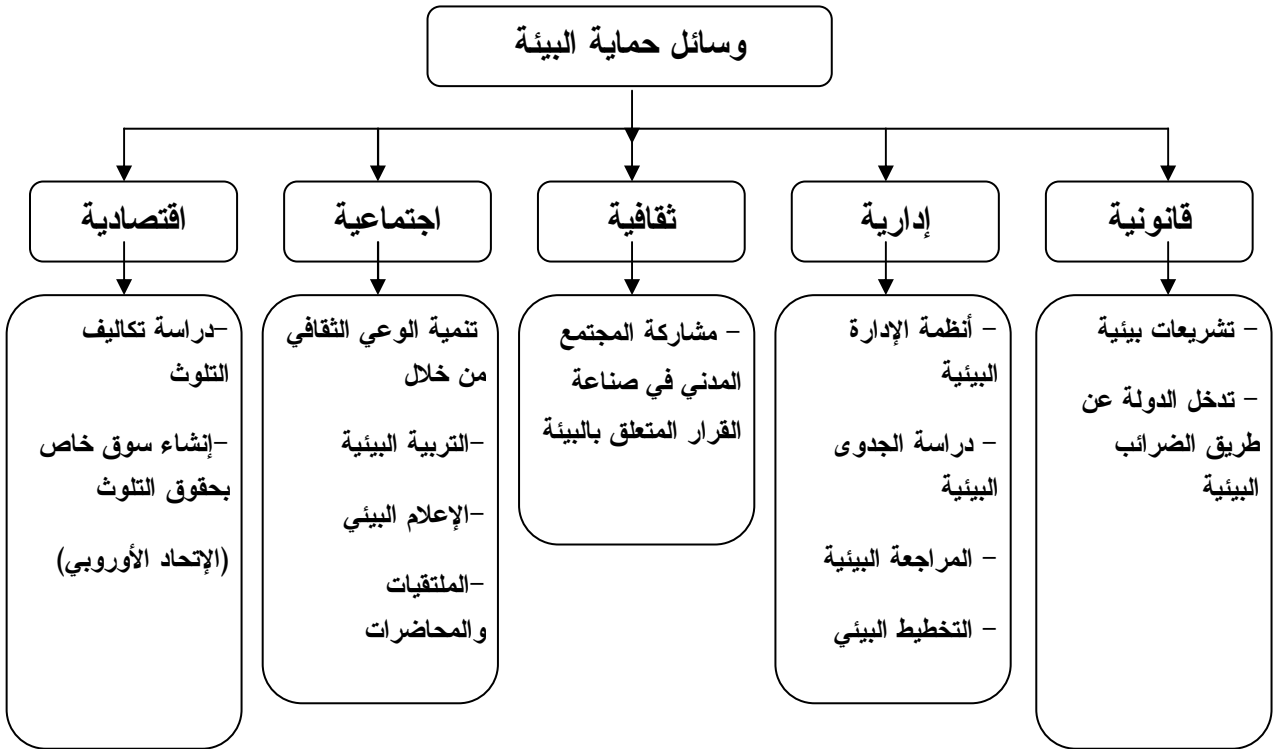 وسائل حماية البيئة
قانونية
إدارية
ثقافية
اجتماعية
اقتصادية
- تشريعات بيئية
- تدخل الدولة عن
طريق الضرائب
البيئية
- أنظمة الإدارة
البيئية
- دراسة الجدوى
البيئية
- المراجعة البيئية
- التخطيط البيئي
- مشاركة المجتمع
المدني في صناعة
القرار المتعلق بالبيئة
تنمية الوعي الثقافي
من خلال
-التربية البيئية
-الإعلام البيئي
-الملتقيات
والمحاضرات
-دراسة تكاليف
التلوث
-إنشاء سوق خاص
بحقوق التلوث
(الإتحاد الأوروبي)